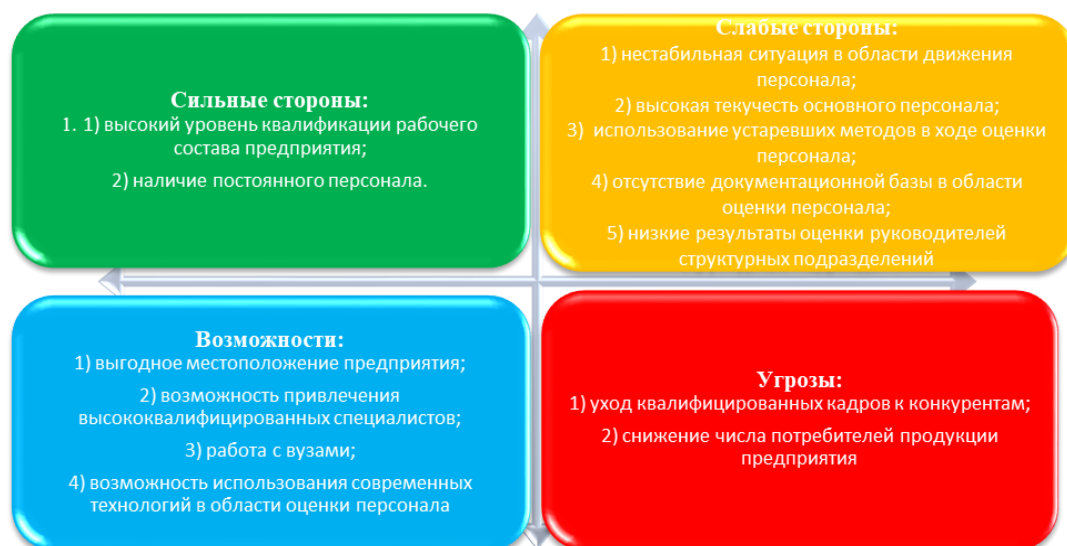 Сильные стороны:
1. 1) высокий уровень квалификации рабочего
состава предприятия;
2) наличие постоянного персонала.
Слабые стороны:
1) нестабильная ситуация в области движения
персонала;
2) высокая текучесть основного персонала;
3) использование устаревших методов в ходе оценки
персонала;
4) отсутствие документационной базы в области
оценки персонала;
5) низкие результаты оценки руководителей
структурных подразделений
Возможности:
1) выгодное местоположение предприятия;
2) возможность привлечения
высококвалифицированных специалистов;
3) работа с вузами;
4) возможность использования современных
технологий в области оценки персонала
Угрозы:
1) уход квалифицированных кадров к конкурентам;
2) снижение числа потребителей продукции
предприятия